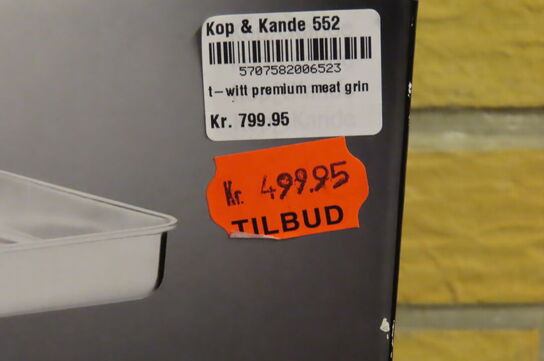 Kop & Kande 552
5707582006523
t-witt premium meat grin
Kr. 799.95
Kr. 499.95
TILBUD